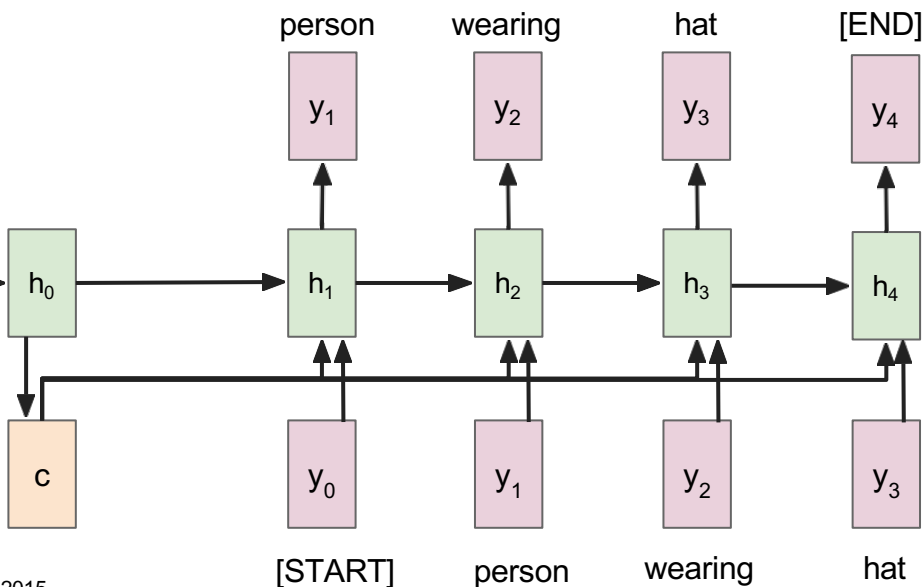 person wearing hat [END]
y1 y2 y3 y4
h0 h1 h2 h3 h4
c y0 y1 y2 y3
[START] person wearing hat
2015